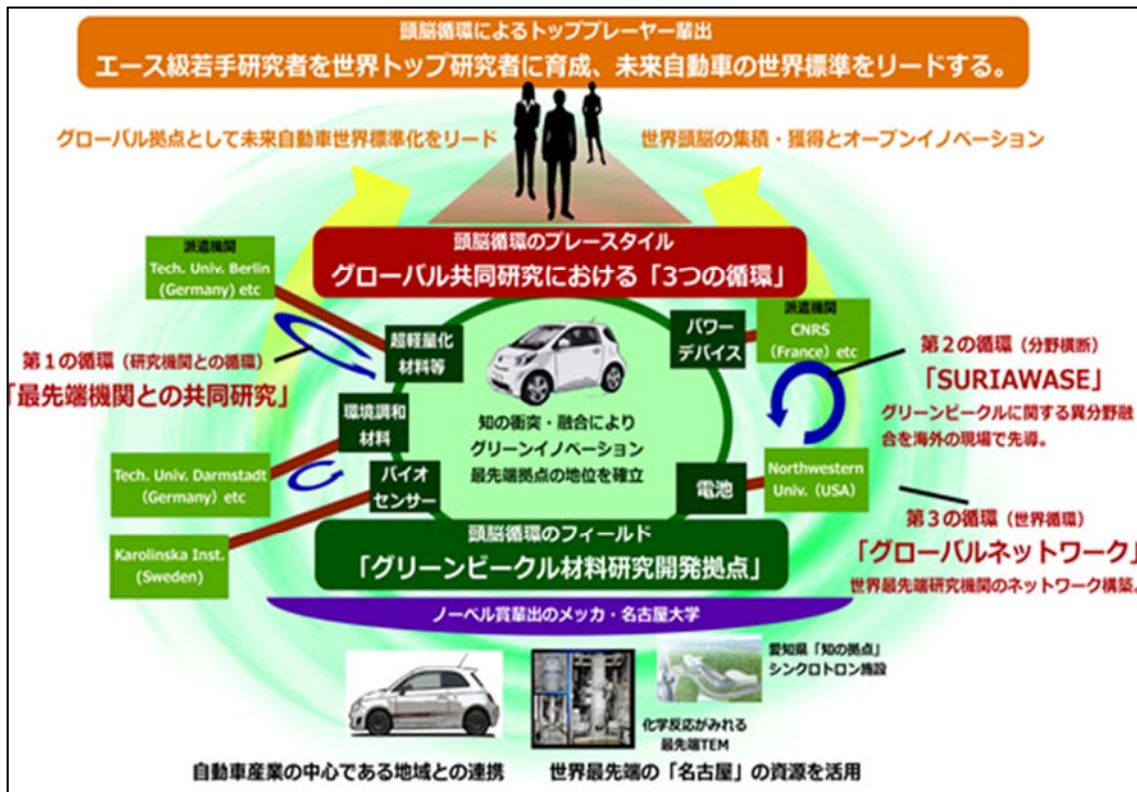 頭脳循環によるトッププレーヤー輩出
エース級若手研究者を世界トップ研究者に育成、未来自動車の世界標準をリードする。
グローバル拠点として未来自動車世界標準化をリード
世界頭脳の集積・獲得とオープンイノベーション
頭脳循環のプレースタイル
グローバル共同研究における「3つの循環」
派遣機関
Tech. Univ. Berlin
(Germany) etc
第1の循環（研究機関との循環）
「最先端機関との共同研究」
Tech. Univ. Darmstadt
(Germany) etc
Karolinska Inst.
(Sweden)
超軽量化
材料等
環境調和
材料
バイオ
センサー
知の衝突・融合により
グリーンイノベーション
最先端拠点の地位を確立
パワー
デバイス
電池
派遣機関
CNRS
(France) etc
Northwestern
Univ. (USA)
第2の循環（分野横断）
「SURIAWASE」
グリーンビークルに関する異分野融
合を海外の現場で先導。
第3の循環（世界循環）
「グローバルネットワーク」
世界最先端研究機関のネットワーク構築。
頭脳循環のフィールド
「グリーンビークル材料研究開発拠点」
ノーベル賞輩出のメッカ・名古屋大学
愛知県「知の拠点」
シンクロトロン施設
化学反応がみれる
最先端TEM
自動車産業の中心である地域との連携
世界最先端の「名古屋」の資源を活用